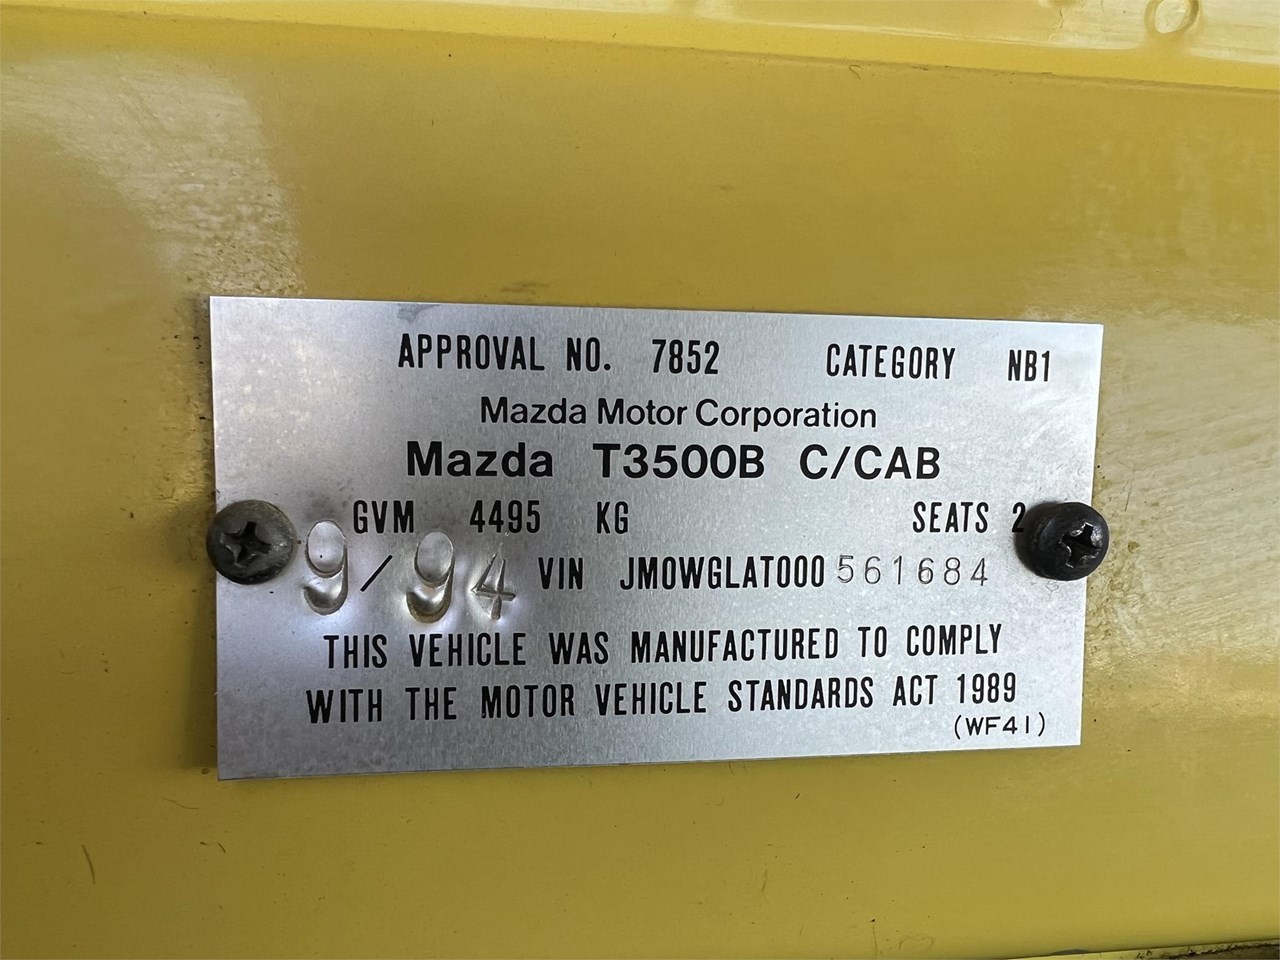 APPROVAL NO. 7852 CATEGORY NB1
Mazda Motor Corporation
Mazda T3500B C/CAB
GVM 4495 KG SEATS 2
9/94 VIN JM0WGLAT000561684
THIS VEHICLE WAS MANUFACTURED TO COMPLY
WITH THE MOTOR VEHICLE STANDARDS ACT 1989
(WF41)